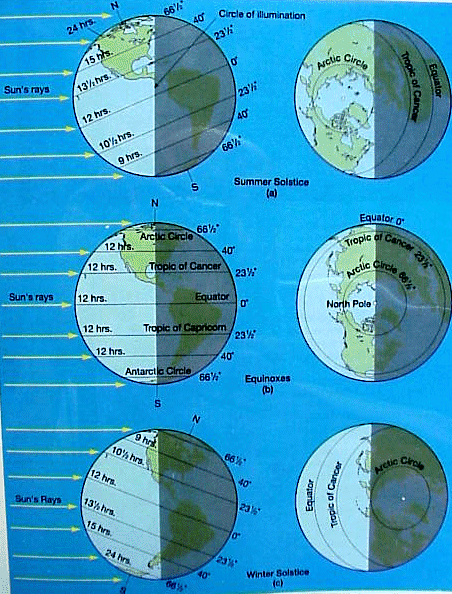 N
66½°
40°
23½°
0°
23½°
40°
66½°
S
Circle of illumination
24 hrs.
15 hrs.
13½ hrs.
12 hrs.
10½ hrs.
9 hrs.
Sun's rays
Arctic Circle
Tropic of Cancer
Equator
Summer Solstice
(a)
N
66½°
40°
23½°
0°
23½°
40°
66½°
S
Arctic Circle
12 hrs.
12 hrs.
Tropic of Cancer
12 hrs.
Equator
12 hrs.
Tropic of Capricorn
12 hrs.
Antarctic Circle
Sun's rays
Equator 0°
Tropic of Cancer 23½°
Arctic Circle 66½°
North Pole
Equinoxes
(b)
N
66½°
40°
23½°
0°
23½°
40°
66½°
S
9 hrs.
10½ hrs.
12 hrs.
13½ hrs.
15 hrs.
24 hrs.
Sun's Rays
Equator
Tropic of Cancer
Arctic Circle
Winter Solstice
(c)